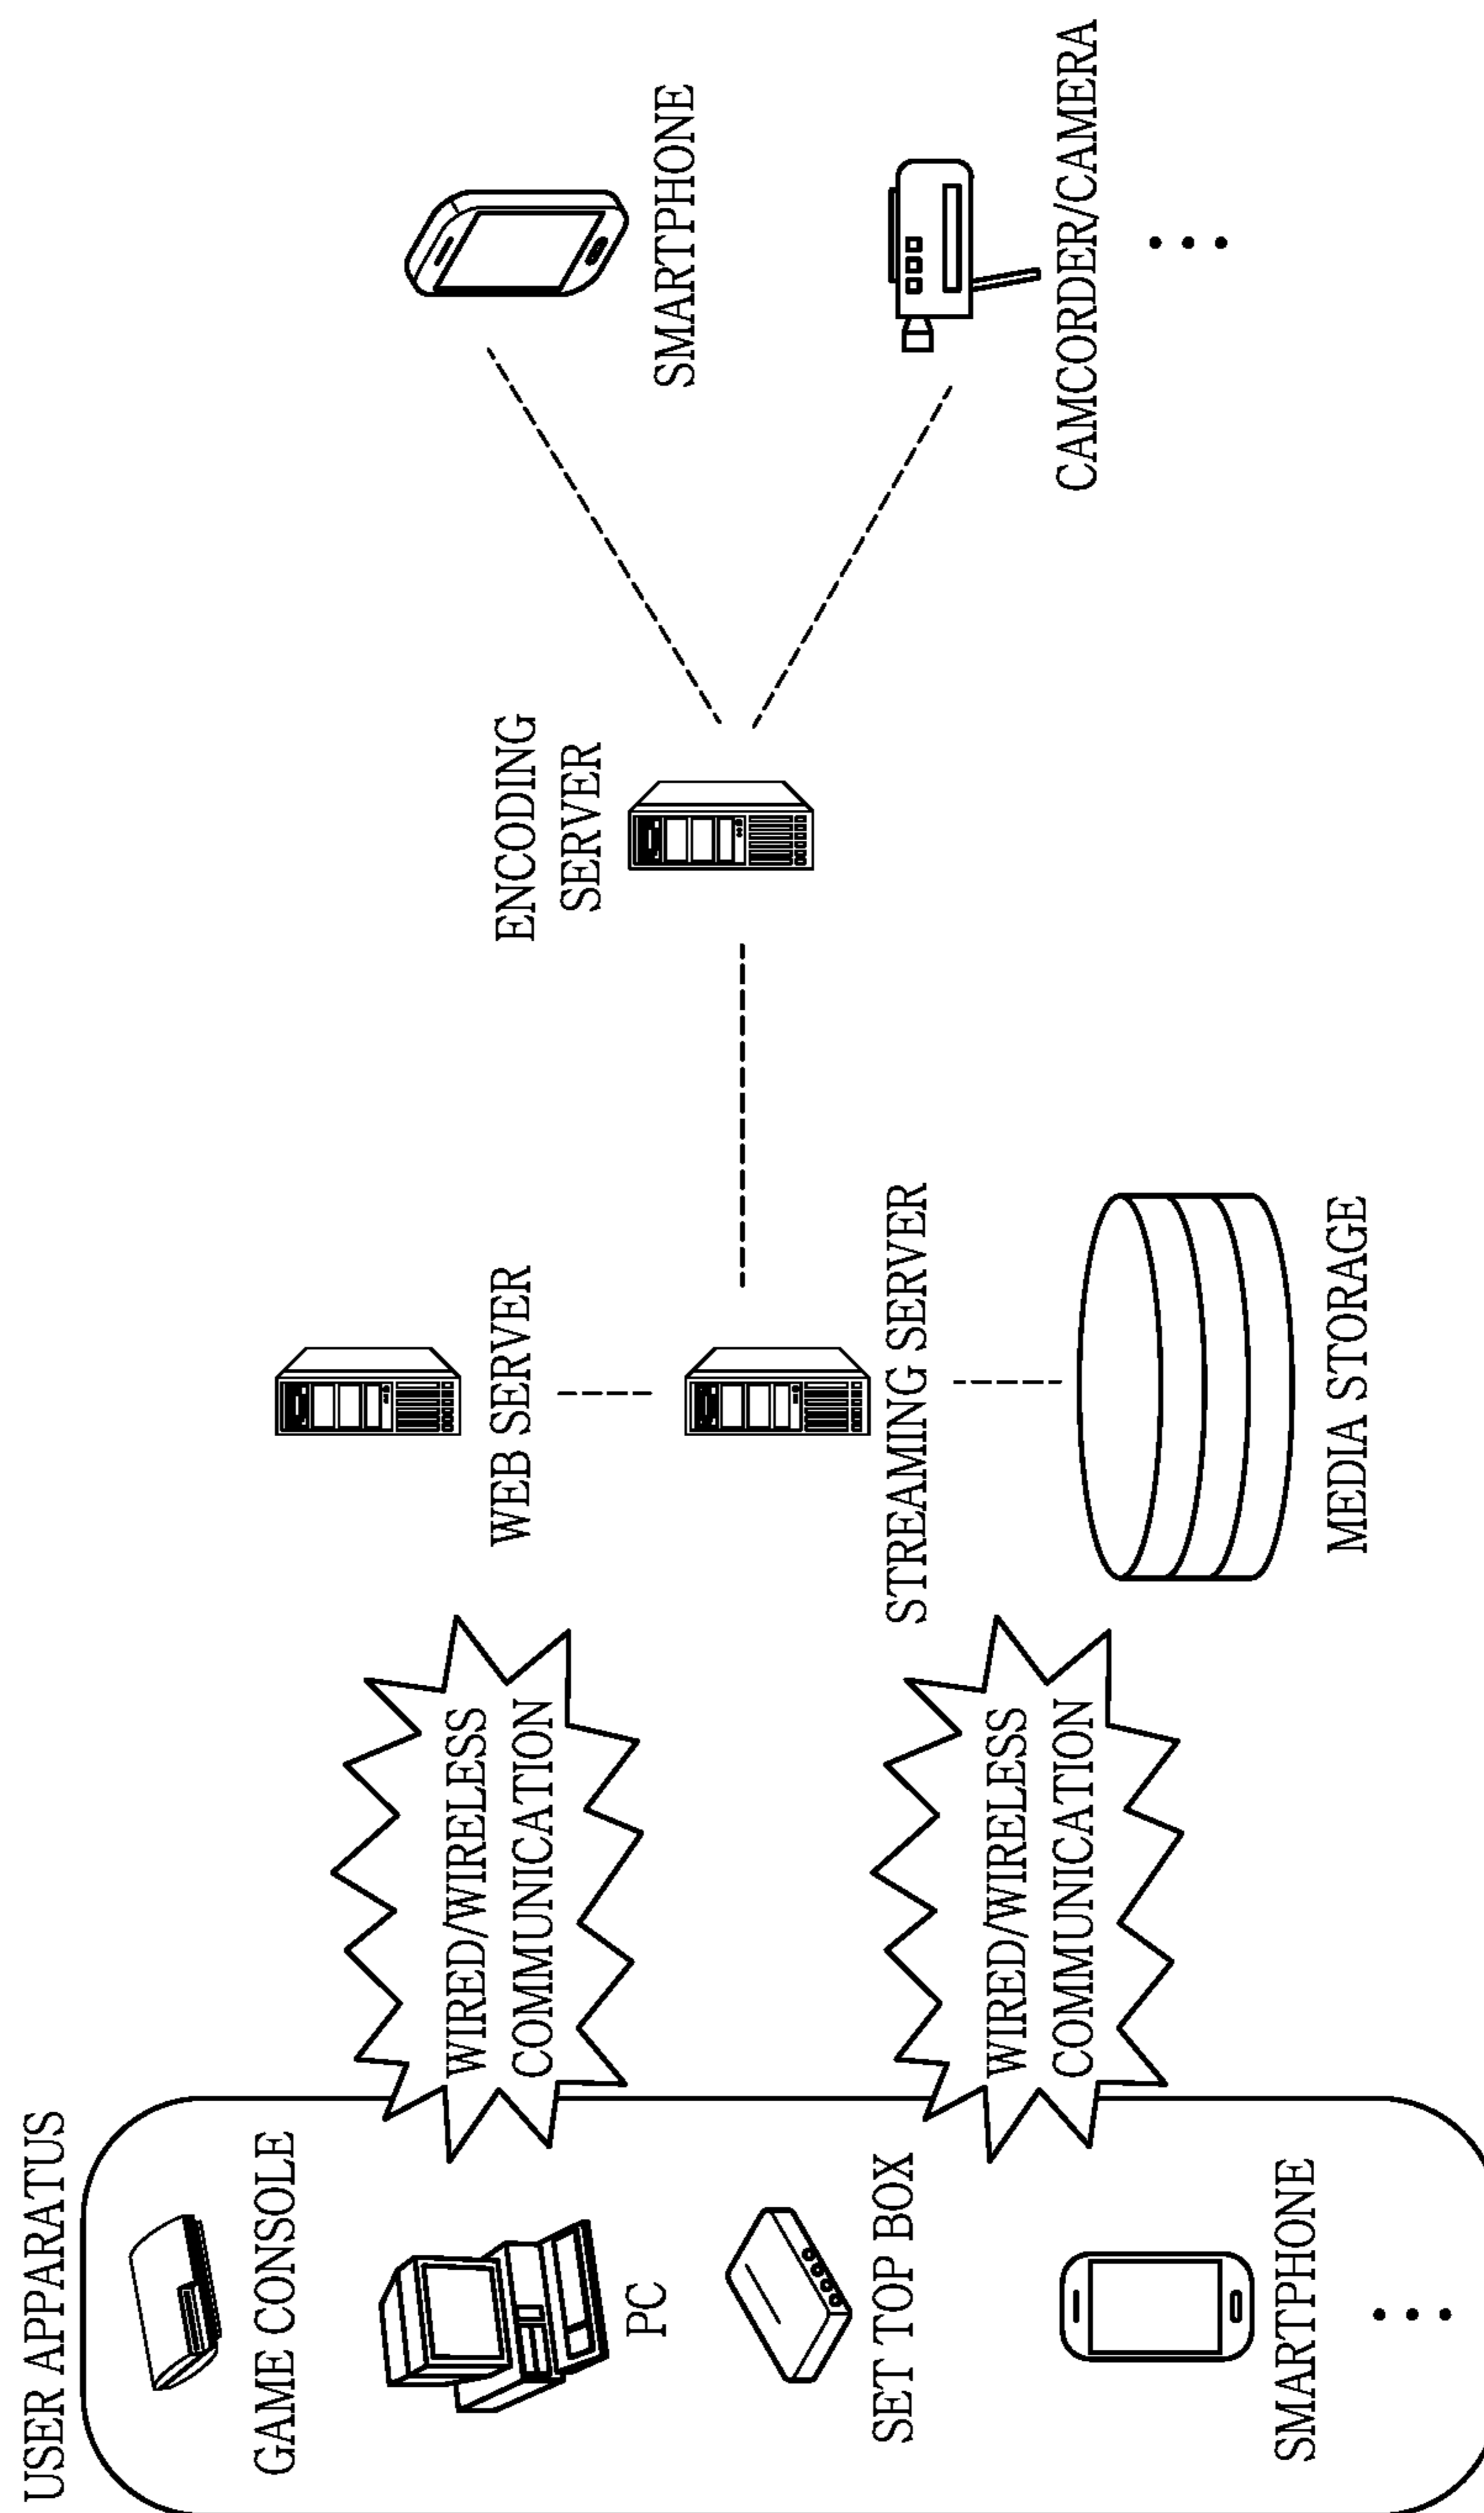 USER APPARATUS
GAME CONSOLE
PC
SET TOP BOX
SMARTPHONE
WIRED/WIRELESS
COMMUNICATION
WIRED/WIRELESS
COMMUNICATION
WEB SERVER
STREAMING SERVER
MEDIA STORAGE
ENCODING
SERVER
SMARTPHONE
CAMCORDER/CAMERA